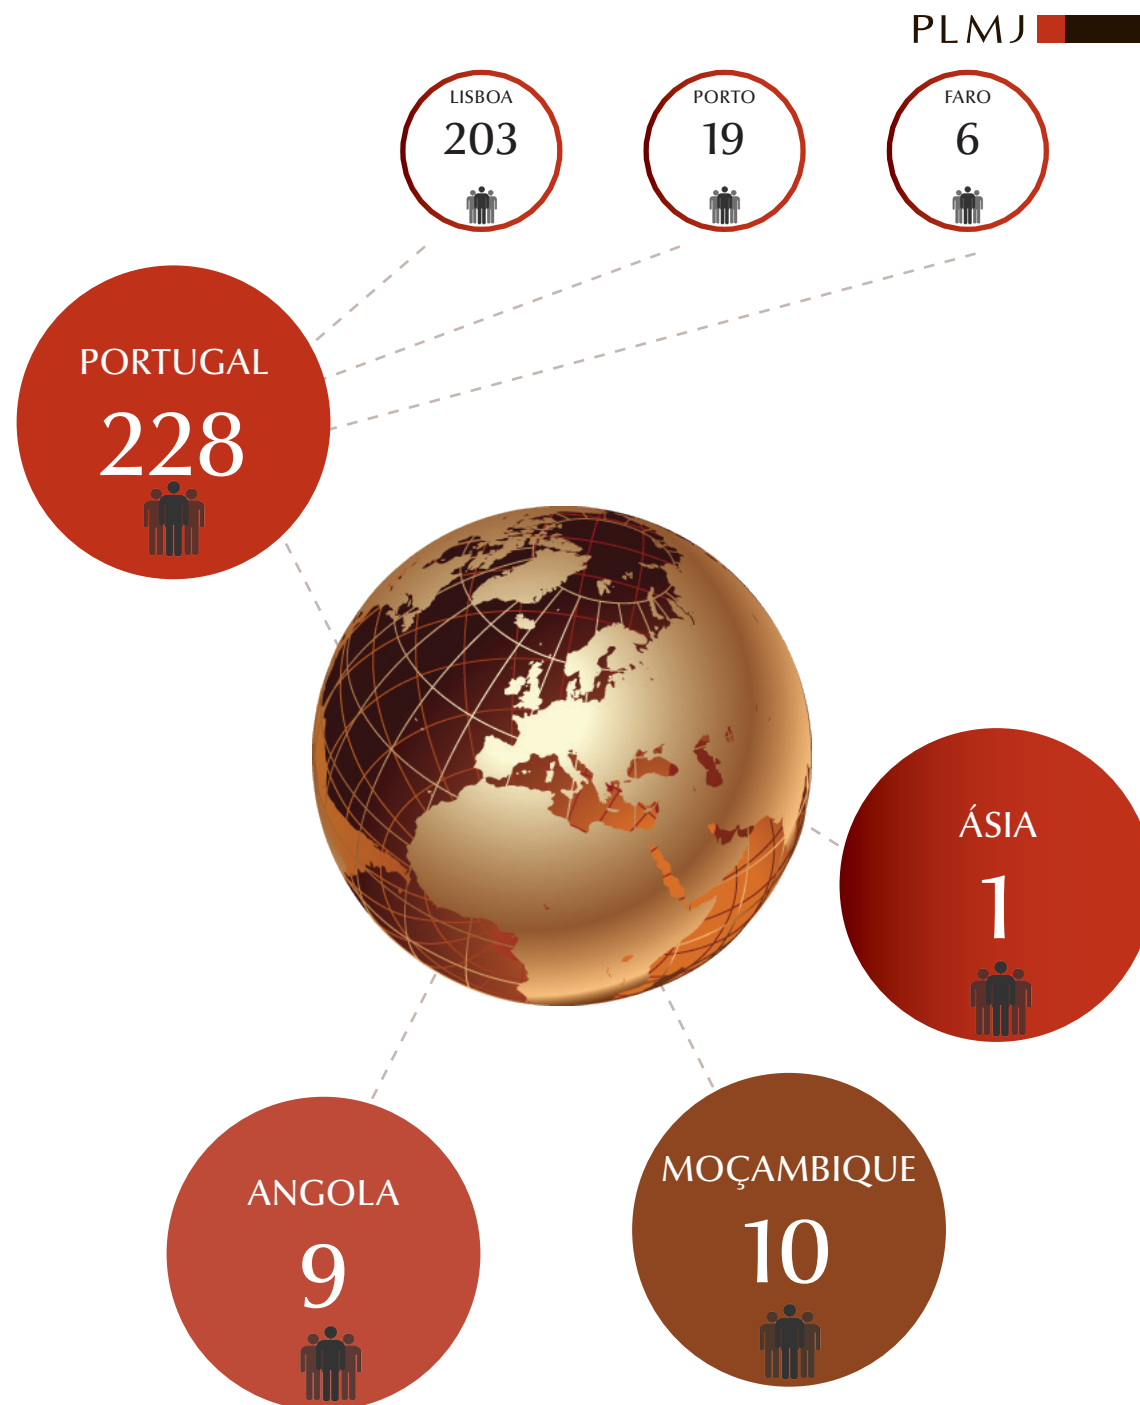 PLMJ
LISBOA
203
PORTO
19
FARO
6
PORTUGAL
228
ÁSIA
1
ANGOLA
9
MOÇAMBIQUE
10